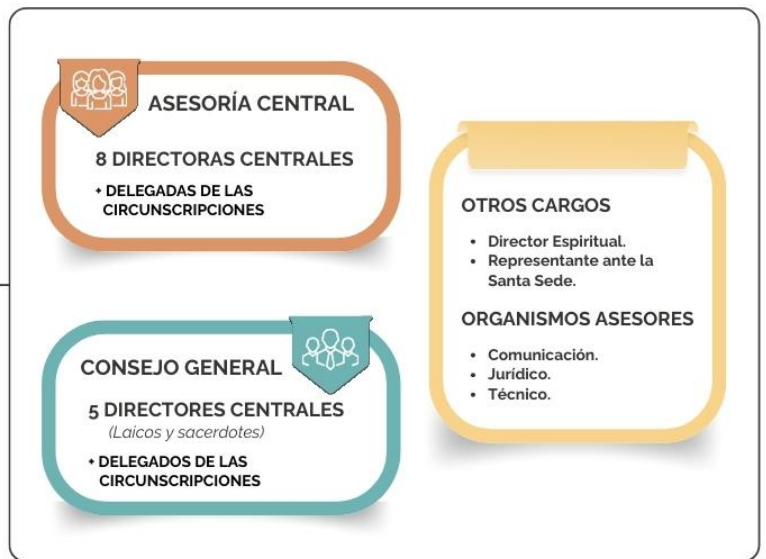 ASESORÍA CENTRAL
8 DIRECTORAS CENTRALES
+ DELEGADAS DE LAS
CIRCUNSCRIPCIONES
CONSEJO GENERAL
5 DIRECTORES CENTRALES
(Laicos y sacerdotes)
+ DELEGADOS DE LAS
CIRCUNSCRIPCIONES
OTROS CARGOS
• Director Espiritual.
• Representante ante la
Santa Sede.
ORGANISMOS ASESORES
• Comunicación.
• Jurídico.
• Técnico.